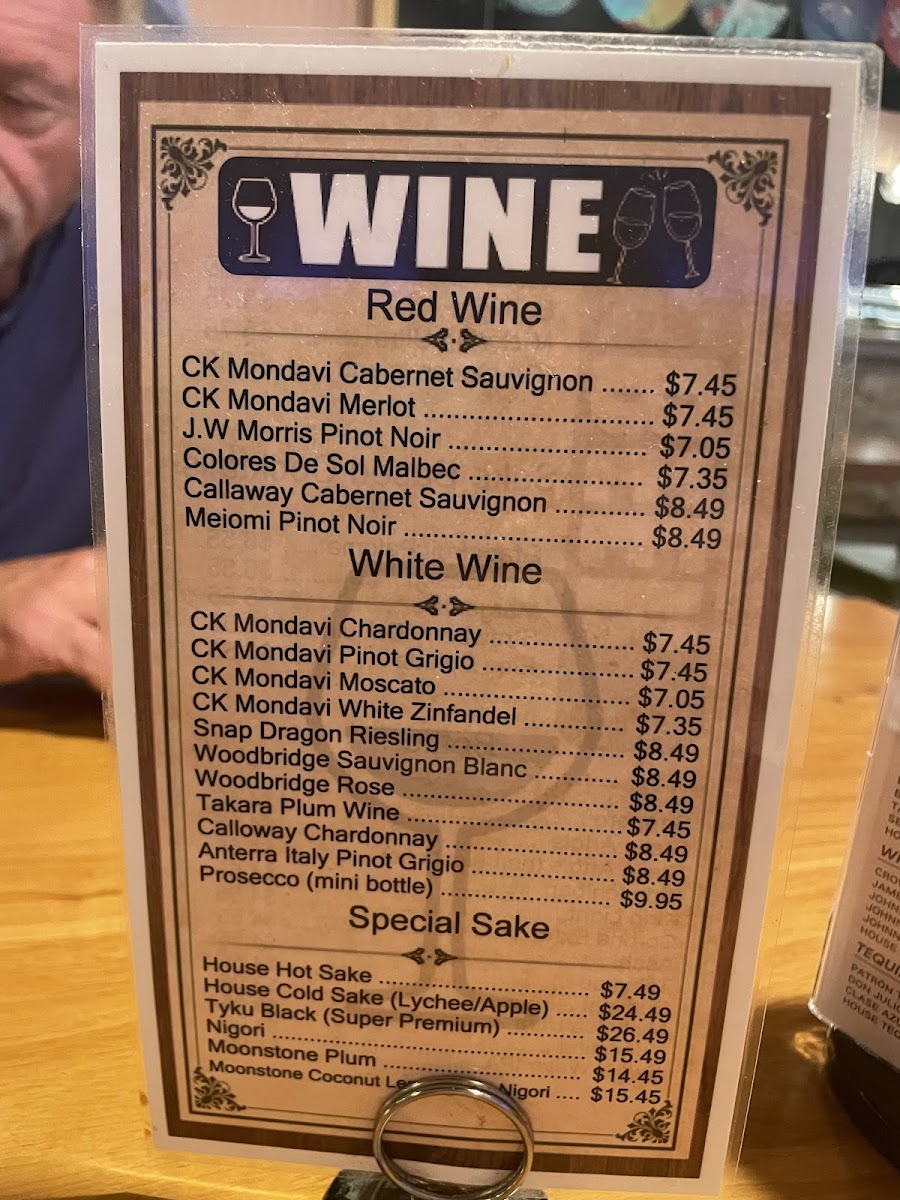 WINE
Red Wine
CK Mondavi Cabernet Sauvignon ....... $7.45
CK Mondavi Merlot ............................... $7.45
J.W Morris Pinot Noir ........................... $7.05
Colores De Sol Malbec ........................ $7.35
Callaway Cabernet Sauvignon ............ $8.49
Meiomi Pinot Noir ................................ $8.49
White Wine
CK Mondavi Chardonnay .................... $7.45
CK Mondavi Pinot Grigio ..................... $7.45
CK Mondavi Moscato .......................... $7.05
CK Mondavi White Zinfandel .............. $7.35
Snap Dragon Riesling ......................... $8.49
Woodbridge Sauvignon Blanc ............ $8.49
Woodbridge Rose ............................... $8.49
Takara Plum Wine .............................. $7.45
Calloway Chardonnay ........................ $8.49
Anterra Italy Pinot Grigio .................... $8.49
Prosecco (mini bottle) ........................ $9.95
Special Sake
House Hot Sake ................................. $7.49
House Cold Sake (Lychee/Apple) ..... $24.49
Tyku Black (Super Premium) ............ $26.49
Nigori ................................................. $15.49
Moonstone Plum ............................... $14.45
Moonstone Coconut Nigori .... $15.45
HOUSE
PATRON
DON
CLASE
HOUSE